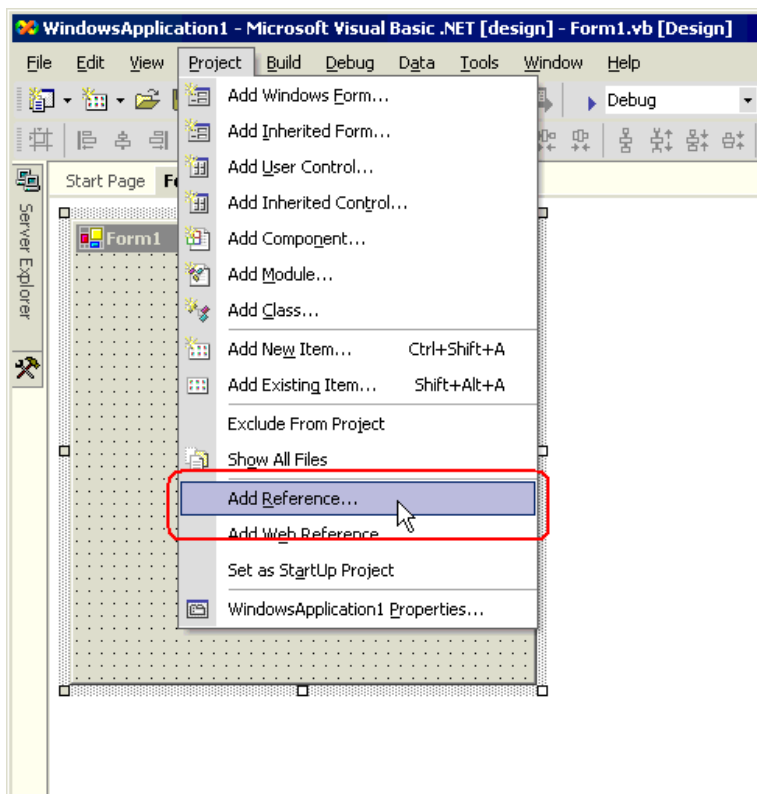 WindowsApplication1 - Microsoft Visual Basic .NET [design] - Form1.vb [Design]
File Edit View Project Build Debug Data Tools Window Help
Debug
Start Page
Server Explorer
Form1
Add Windows Form...
Add Inherited Form...
Add User Control...
Add Inherited Control...
Add Component...
Add Module...
Add Class...
Add New Item... Ctrl+Shift+A
Add Existing Item... Shift+Alt+A
Exclude From Project
Show All Files
Add Reference...
Add Web Reference
Set as StartUp Project
WindowsApplication1 Properties...